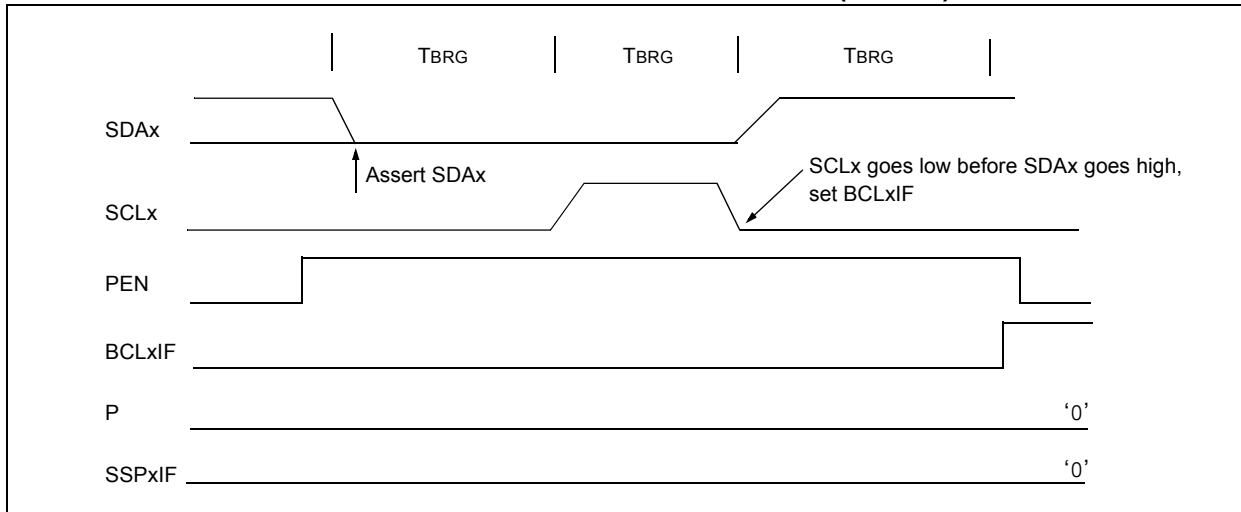 TBRG TBRG TBRG
SDAx
Assert SDAx
SCLx goes low before SDAx goes high,
set BCLxIF
SCLx
PEN
BCLxIF
P
‘0’
SSPxIF
‘0’